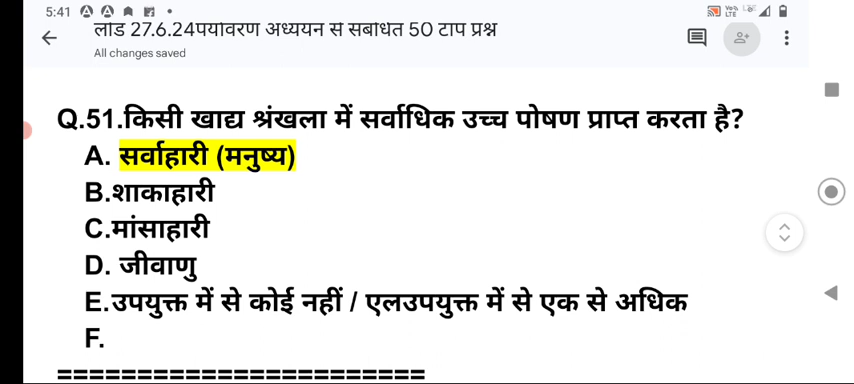 5:41
लोड 27.6.24पर्यावरण अध्ययन से संबंधित 50 टॉप प्रश्न
All changes saved
Q.51.किसी खाद्य श्रंखला में सर्वाधिक उच्च पोषण प्राप्त करता है?
A. सर्वाहारी (मनुष्य)
B.शाकाहारी
C.मांसाहारी
D. जीवाणु
E.उपयुक्त में से कोई नहीं / एलउपयुक्त में से एक से अधिक
F.
=======================